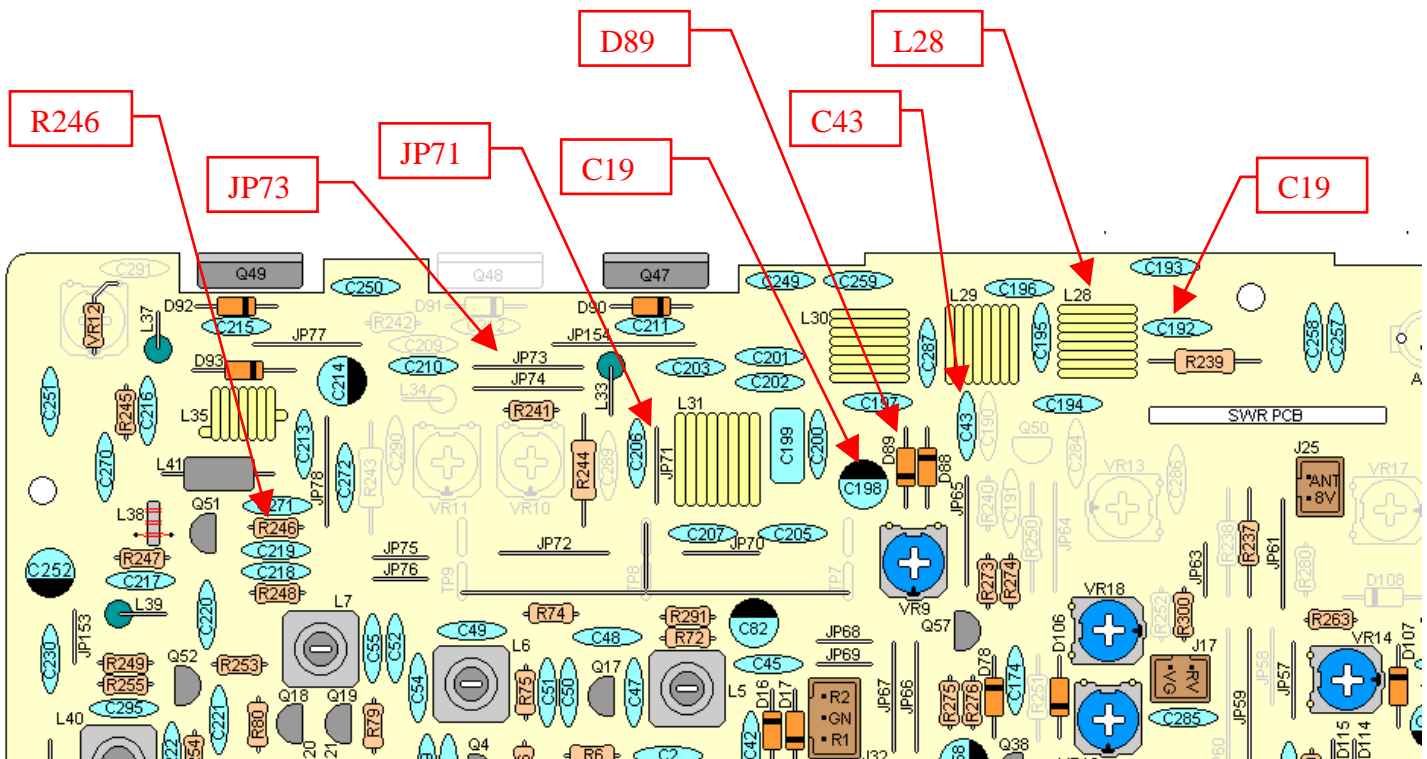 D89
L28
R246
C43
JP71
C19
JP73
C19
C291
Q49
Q48
Q47
C193
C250
C249
C259
C196
L28
L29
D92
D91
D90
VR12
L37
C215
R242
C211
L30
C195
C192
C258
C257
JP77
JP154
C209
C287
D93
C210
JP73
C203
C201
R239
C214
JP74
L33
C202
C251
R245
C216
L34
R241
L31
C197
C194
SWR PCB
L35
C213
C43
C190
Q50
J25
C270
C272
R243
C290
VR11
VR10
R244
C289
C206
JP71
C199
C200
D89
D88
C284
VR13
C286
VR17
ANT
8V
L41
JP78
C198
JP65
R240
C191
L38
Q51
C271
R246
C207
C205
R250
JP64
R238
R237
JP61
R247
C219
JP75
JP72
JP70
JP63
R280
C252
C217
C218
JP76
TP9
TP8
TP7
R273
R274
D108
L39
C220
R248
VR9
VR18
R252
R300
JP153
L7
R74
R291
C82
Q57
R263
C230
C55
C52
C49
C48
R72
JP68
D106
VR14
D107
R249
Q52
R253
L6
JP69
D78
C174
J17
JP58
JP57
R255
C54
R75
C51
C50
Q17
C47
L5
C45
JP67
JP66
R275
R276
R251
VG
RV
JP59
C295
C221
Q18
Q19
R80
R79
D16
D17
R2
GN
R1
C285
L40
C42
D115
D114
Q4
R6
C2
J32
Q38